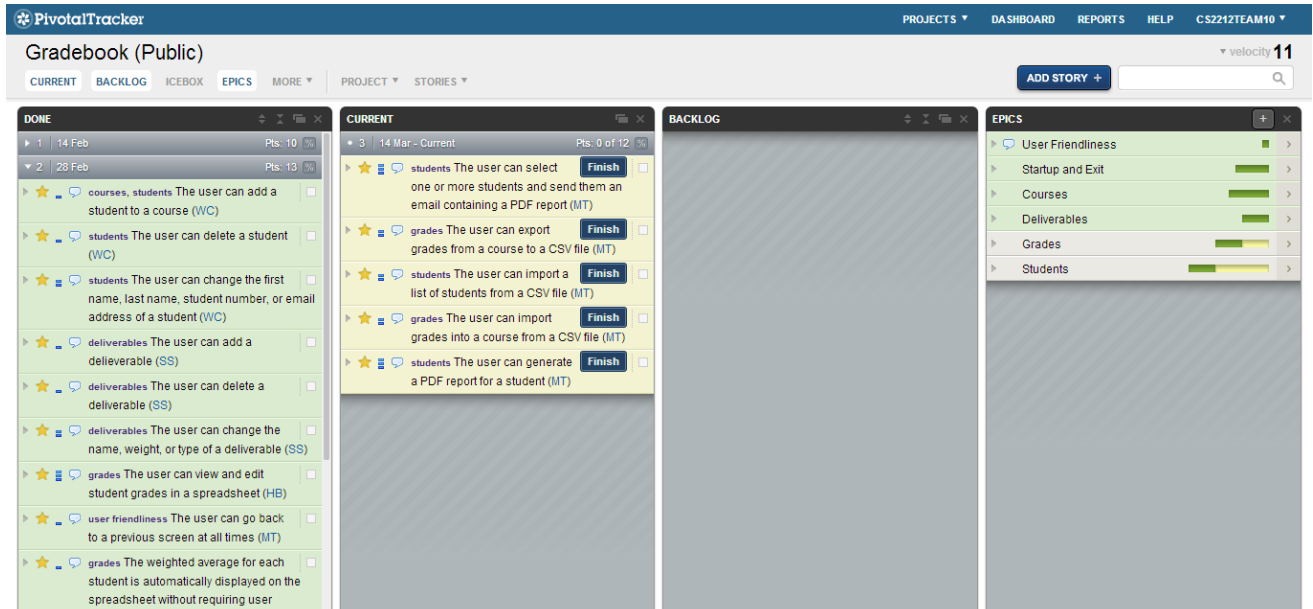 PivotalTracker
PROJECTS DASHBOARD REPORTS HELP CS2212TEAM10
Gradebook (Public)
velocity 11
CURRENT BACKLOG ICEBOX EPICS MORE PROJECT STORIES
ADD STORY +
DONE
1 14 Feb Pts: 10 %
2 28 Feb Pts: 13 %
courses, students The user can add a
student to a course (WC)
students The user can delete a student
(WC)
students The user can change the first
name, last name, student number, or email
address of a student (WC)
deliverables The user can add a
delieverable (SS)
deliverables The user can delete a
deliverable (SS)
deliverables The user can change the
name, weight, or type of a deliverable (SS)
grades The user can view and edit
student grades in a spreadsheet (HB)
user friendliness The user can go back
to a previous screen at all times (MT)
grades The weighted average for each
student is automatically displayed on the
spreadsheet without requiring user
CURRENT
3 14 Mar - Current Pts: 0 of 12 %
students The user can select Finish
one or more students and send them an
email containing a PDF report (MT)
grades The user can export Finish
grades from a course to a CSV file (MT)
students The user can import a Finish
list of students from a CSV file (MT)
grades The user can import Finish
grades into a course from a CSV file (MT)
students The user can generate Finish
a PDF report for a student (MT)
BACKLOG
EPICS +
User Friendliness
Startup and Exit
Courses
Deliverables
Grades
Students